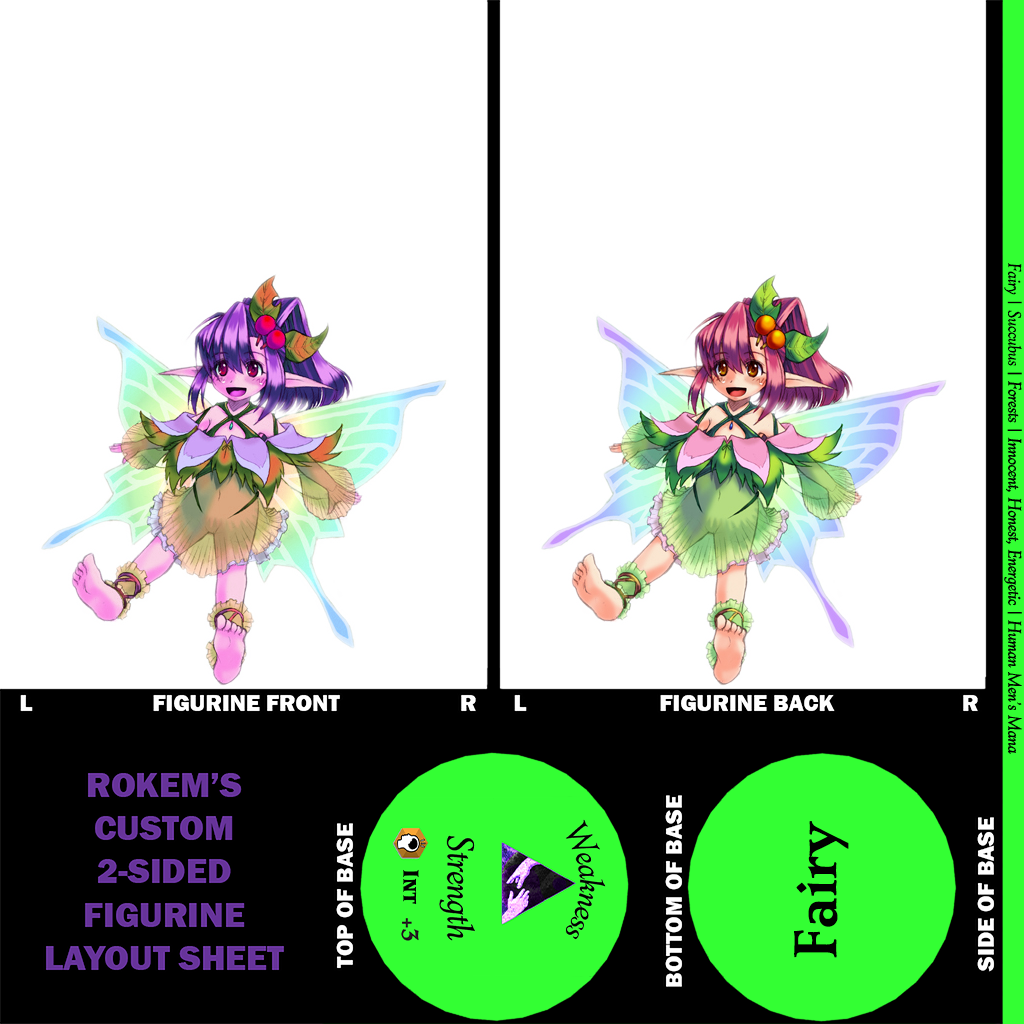 L
FIGURINE FRONT
R
L
FIGURINE BACK
R
ROKEM'S
CUSTOM
2-SIDED
FIGURINE
LAYOUT SHEET
TOP OF BASE
INT +3
Strength
Weakness
BOTTOM OF BASE
Fairy
SIDE OF BASE
Fairy | Succubus | Forests | Innocent, Honest, Energetic | Human Men's Mana